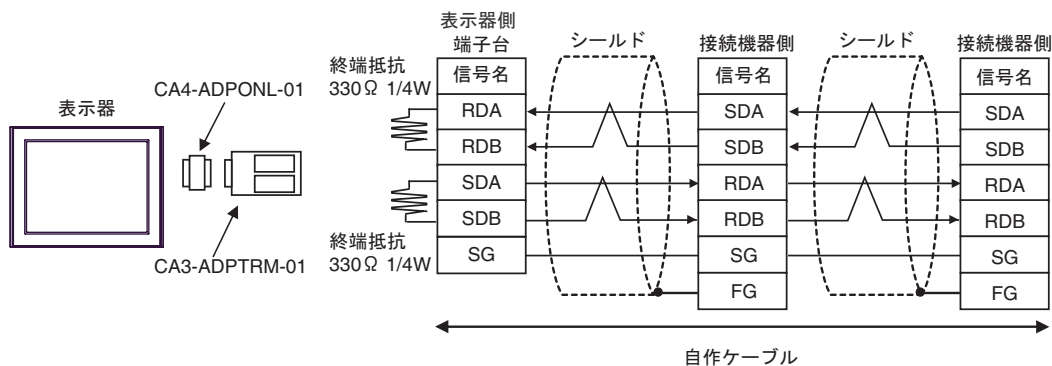 表示器
CA4-ADPONL-01
CA3-ADPTRM-01
終端抵抗
330Ω 1/4W
終端抵抗
330Ω 1/4W
表示器側
端子台
信号名
RDA
RDB
SDA
SDB
SG
シールド
接続機器側
信号名
SDA
SDB
RDA
RDB
SG
FG
シールド
接続機器側
信号名
SDA
SDB
RDA
RDB
SG
FG
自作ケーブル